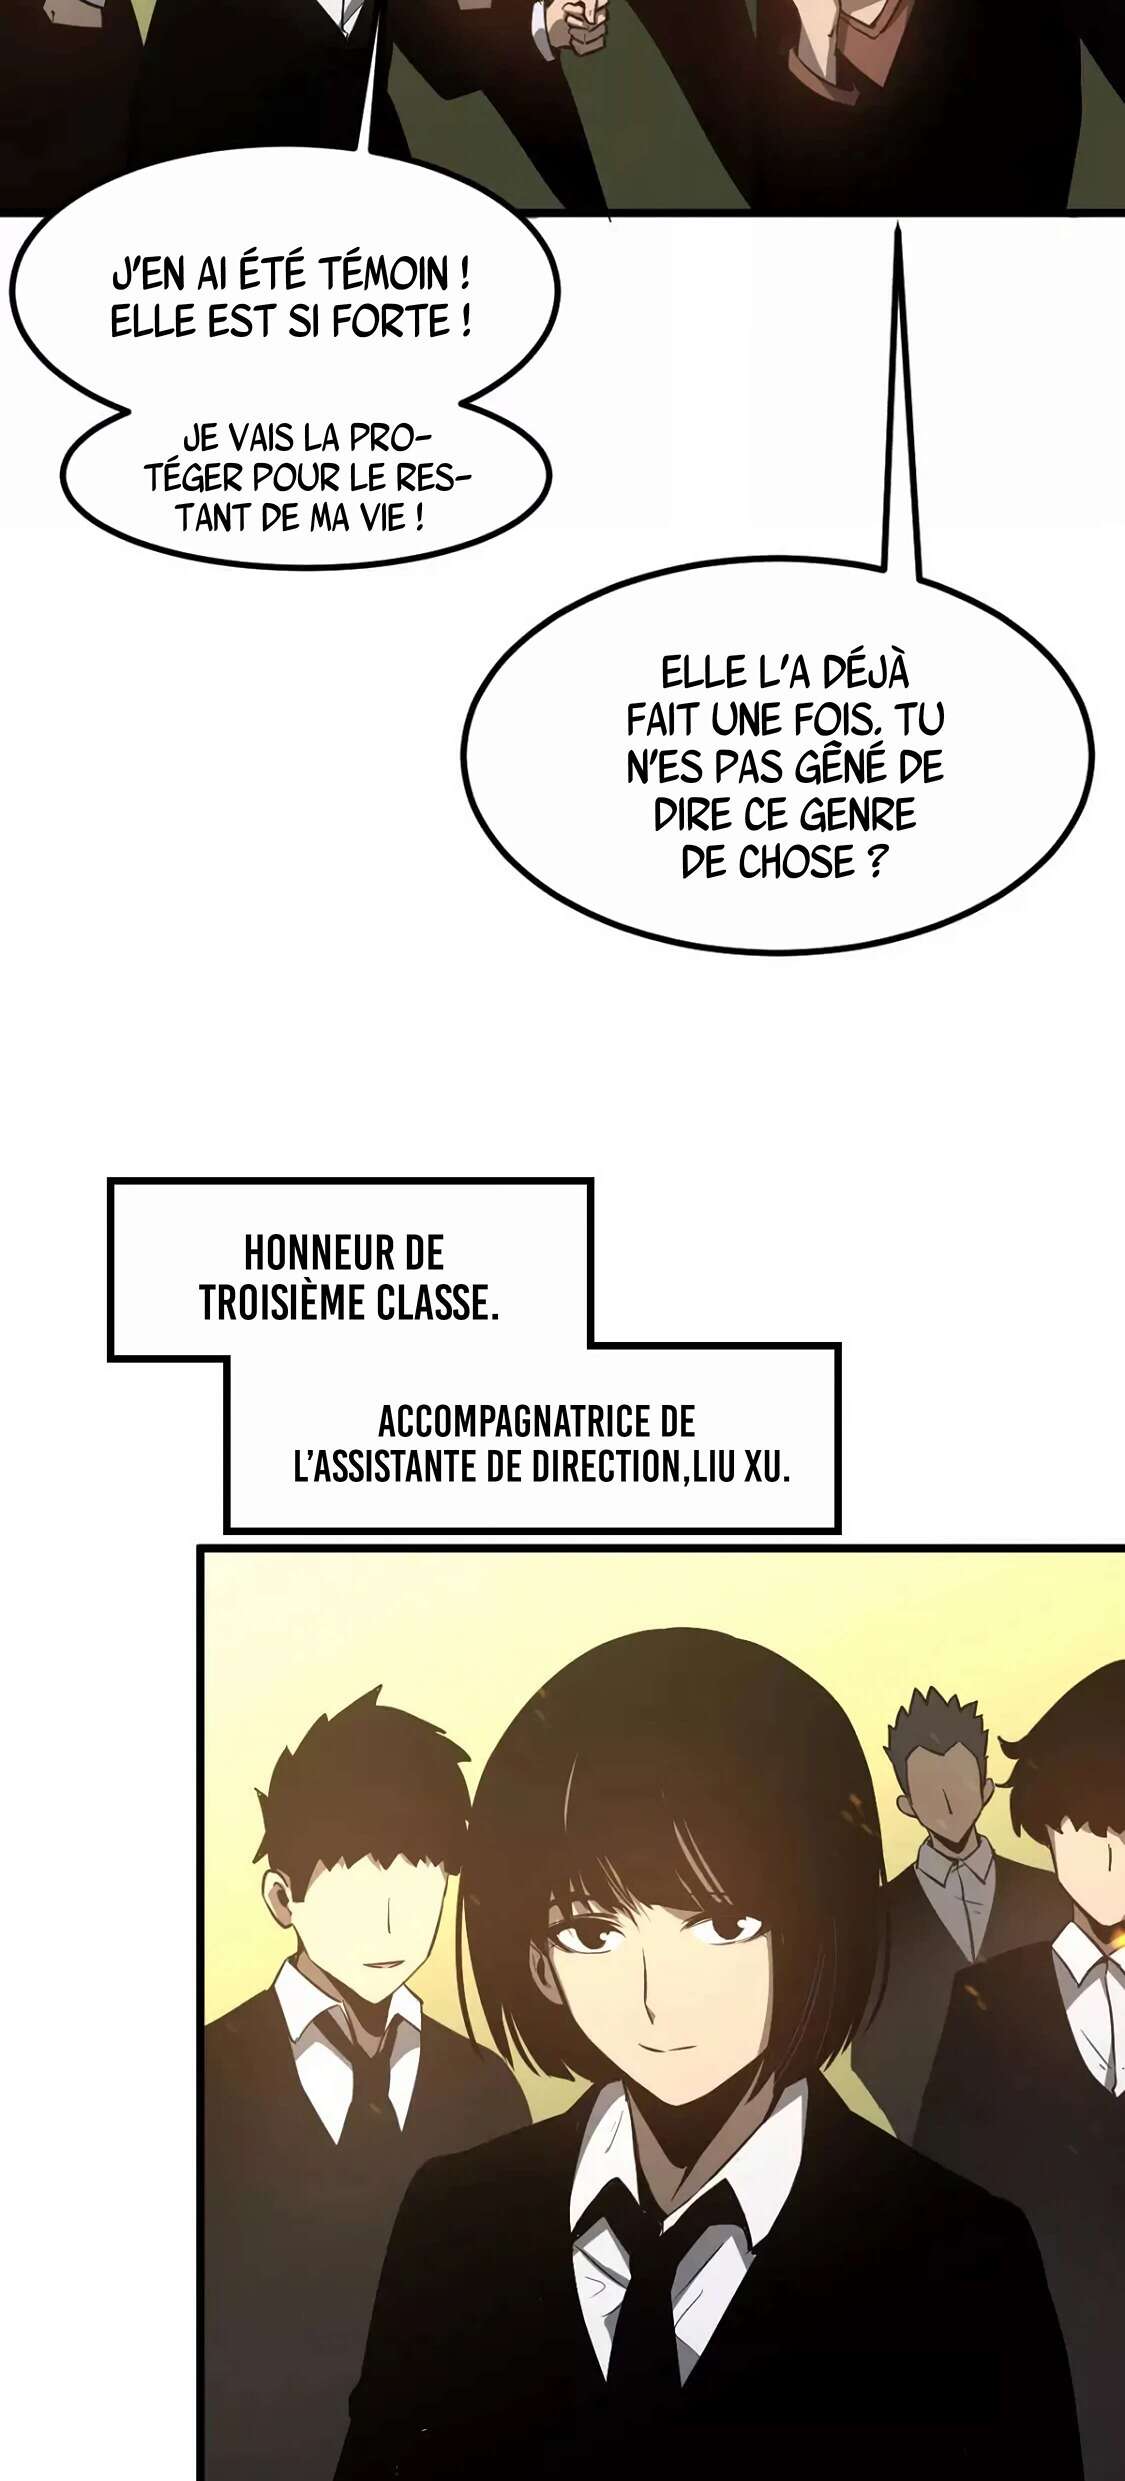 J'EN AI ÉTÉ TÉMOIN !
ELLE EST SI FORTE !
JE VAIS LA PRO-
TÉGER POUR LE RES-
TANT DE MA VIE !
ELLE L'A DÉJÀ
FAIT UNE FOIS. TU
N'ES PAS GÊNÉ DE
DIRE CE GENRE
DE CHOSE ?
HONNEUR DE
TROISIÈME CLASSE.
ACCOMPAGNATRICE DE
L'ASSISTANTE DE DIRECTION,LIU XU.